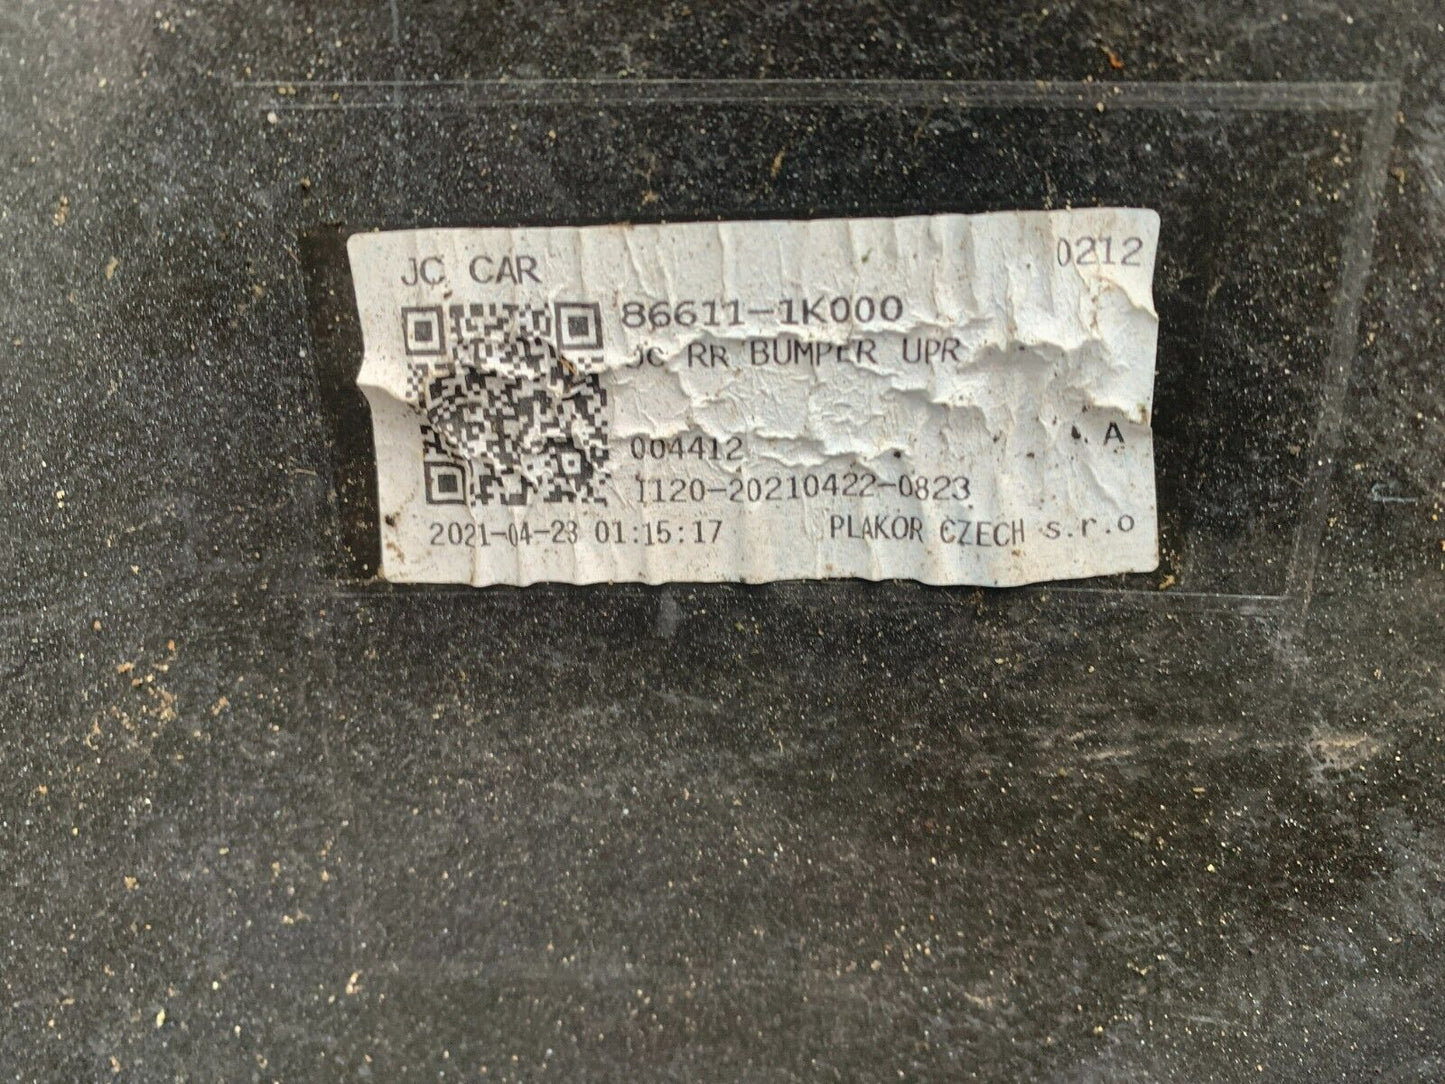 JC CAR 0212
86611-1K000
JC RR BUMPER UPR
004412 A
1120-20210422-0823
2021-04-23 01:15:17 PLAKOR CZECH s.r.o